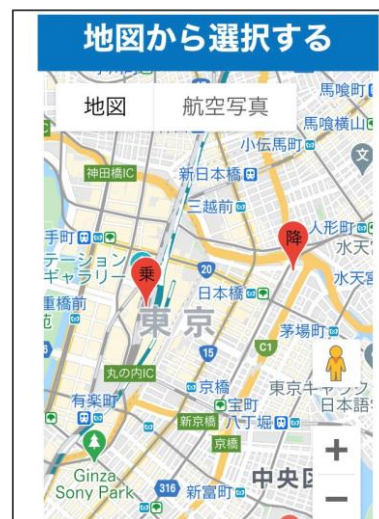 地図から選択する
地図
航空写真
馬喰町
馬喰横山
小伝馬町
神田橋IC
新日本橋
三越前
人形町
水天宮
降
手町
テーション
ギャラリー
乗
20
日本橋
水天宮
重橋前
東京
茅場町
15
C1
丸の内IC
有楽町
京橋
宝町
東京
日本語
新京橋
八丁堀
京橋
Ginza
Sony Park
中央区
316
新富町
+
−